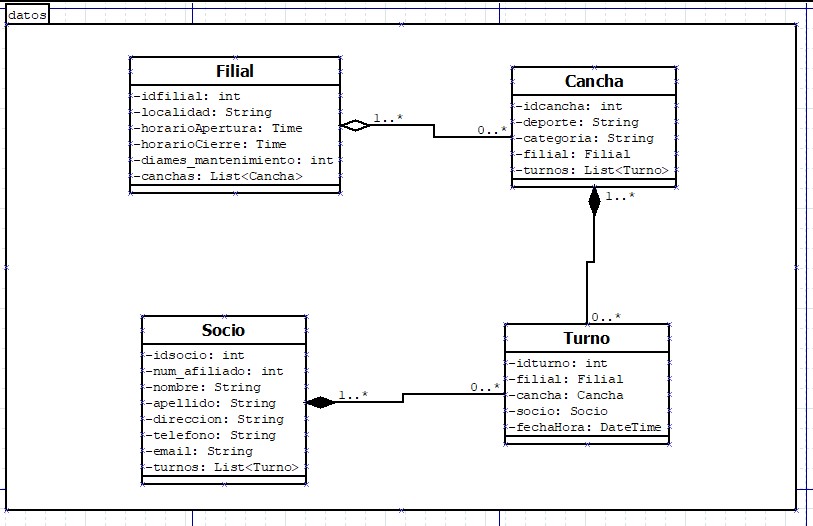 datos
Filial
-idfilial: int
-localidad: String
-horarioApertura: Time
-horarioCierre: Time
-diames_mantenimiento: int
-canchas: List<Cancha>
1..*
0..*
Cancha
-idcancha: int
-deporte: String
-categoria: String
-filial: Filial
-turnos: List<Turno>
1..*
0..*
Socio
-idsocio: int
-num_afiliado: int
-nombre: String
-apellido: String
-direccion: String
-telefono: String
-email: String
-turnos: List<Turno>
1..*
0..*
Turno
-idturno: int
-filial: Filial
-cancha: Cancha
-socio: Socio
-fechaHora: DateTime